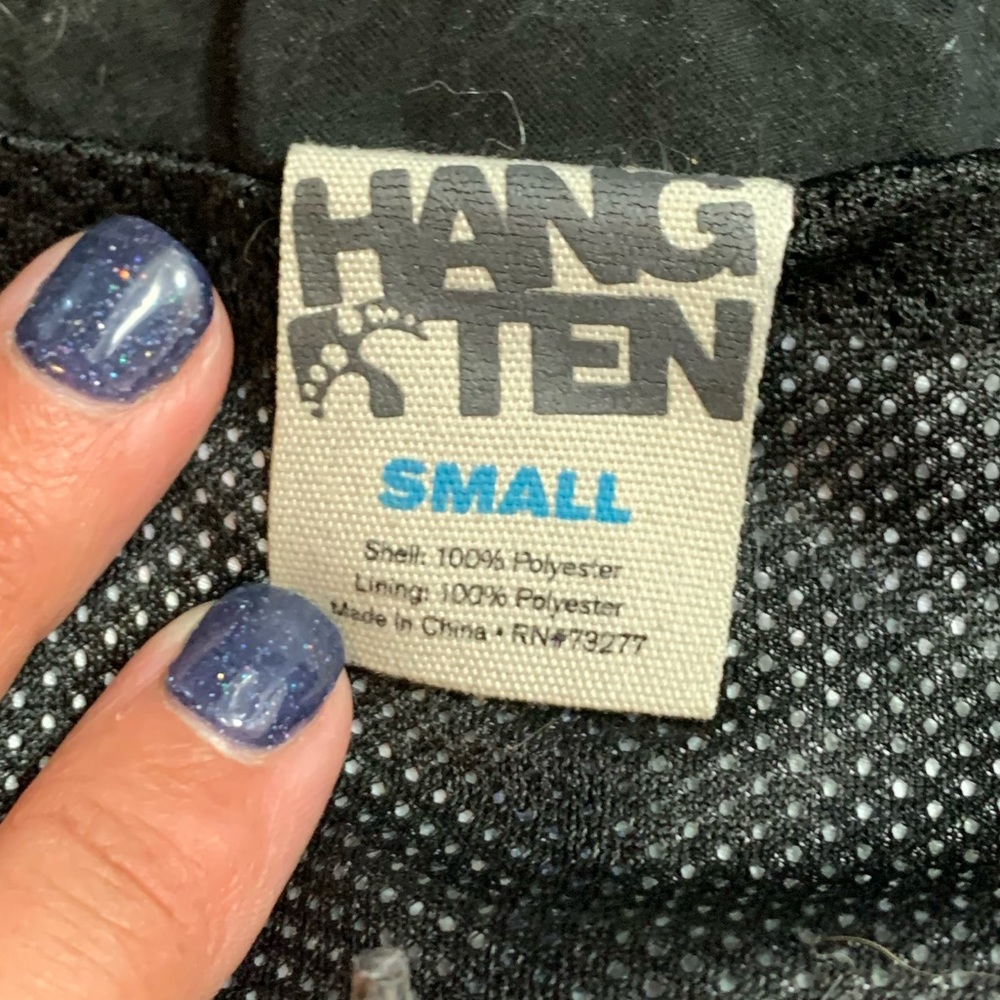 HANG
TEN
SMALL
Shell: 100% Polyester
Lining: 100% Polyester
Made In China • RN#73277